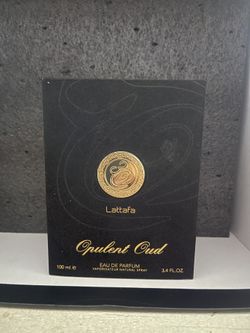 Lattafa
Opulent Oud
EAU DE PARFUM
VAPORISATEUR NATURAL SPRAY
100 ml ℮
3.4 FL.OZ.